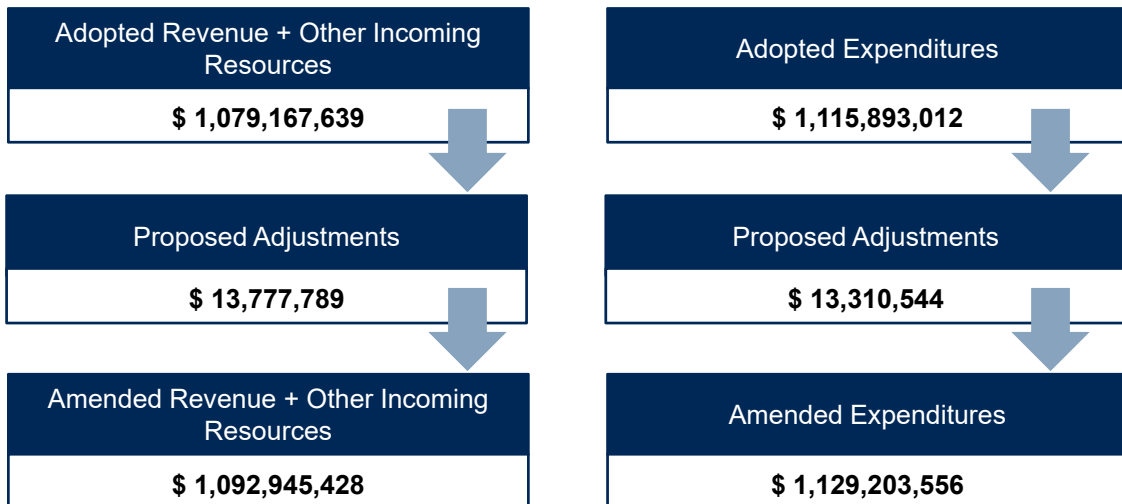 Adopted Revenue + Other Incoming
Resources
$ 1,079,167,639
Proposed Adjustments
$ 13,777,789
Amended Revenue + Other Incoming
Resources
$ 1,092,945,428
Adopted Expenditures
$ 1,115,893,012
Proposed Adjustments
$ 13,310,544
Amended Expenditures
$ 1,129,203,556